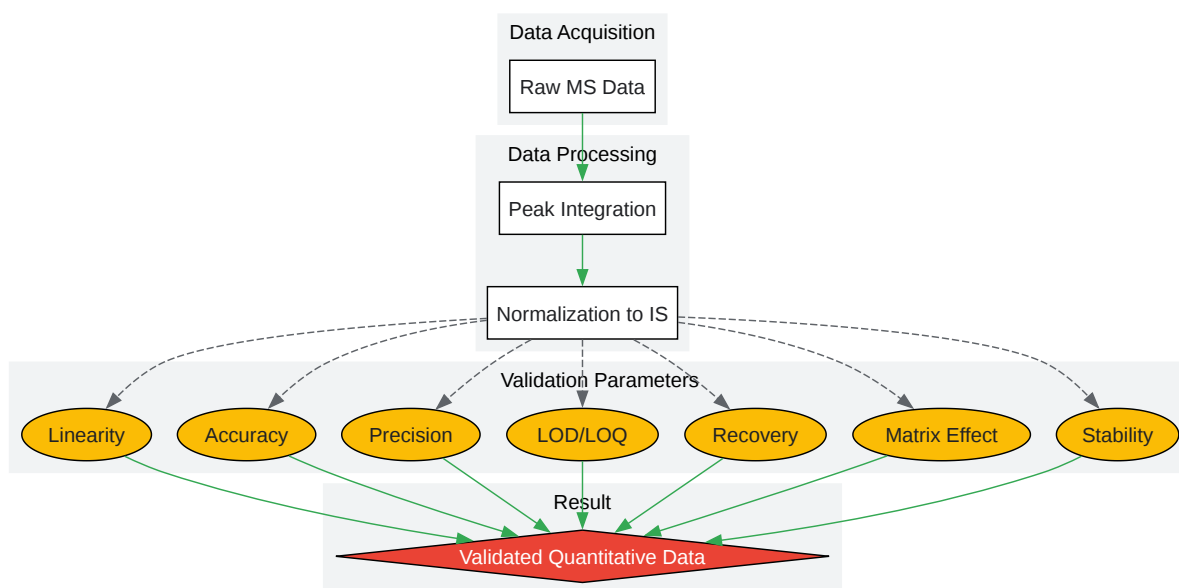 Data Acquisition
Raw MS Data
Data Processing
Peak Integration
Normalization to IS
Validation Parameters
Linearity
Accuracy
Precision
LOD/LOQ
Recovery
Matrix Effect
Stability
Result
Validated Quantitative Data